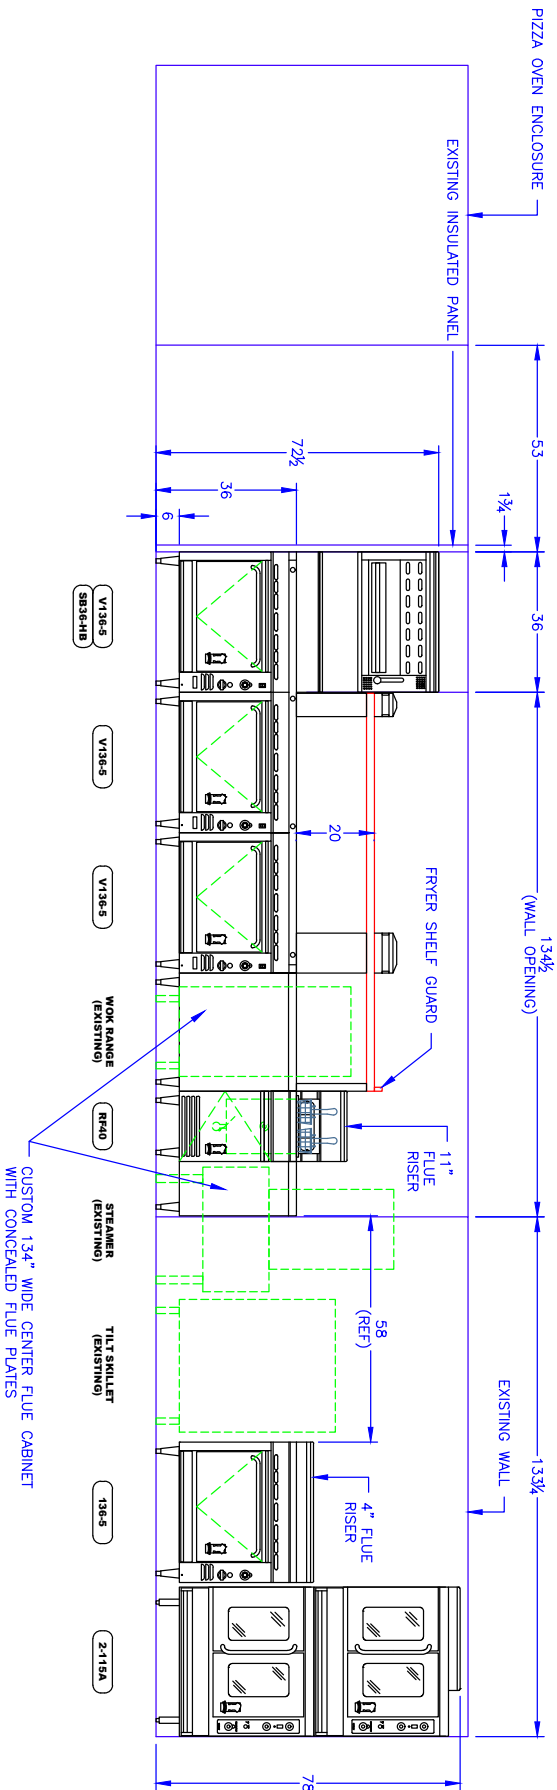 PIZZA OVEN ENCLOSURE
EXISTING INSULATED PANEL
53
1¾
36
134½
(WALL OPENING)
133¼
EXISTING WALL
72½
36
6
20
FRYER SHELF GUARD
11"
FLUE
RISER
58
(REF)
4" FLUE
RISER
78
V136-5
SB36-HB
V136-5
V136-5
WOK RANGE
(EXISTING)
RF40
STEAMER
(EXISTING)
TILT SKILLET
(EXISTING)
136-5
2-115A
CUSTOM 134" WIDE CENTER FLUE CABINET
WITH CONCEALED FLUE PLATES